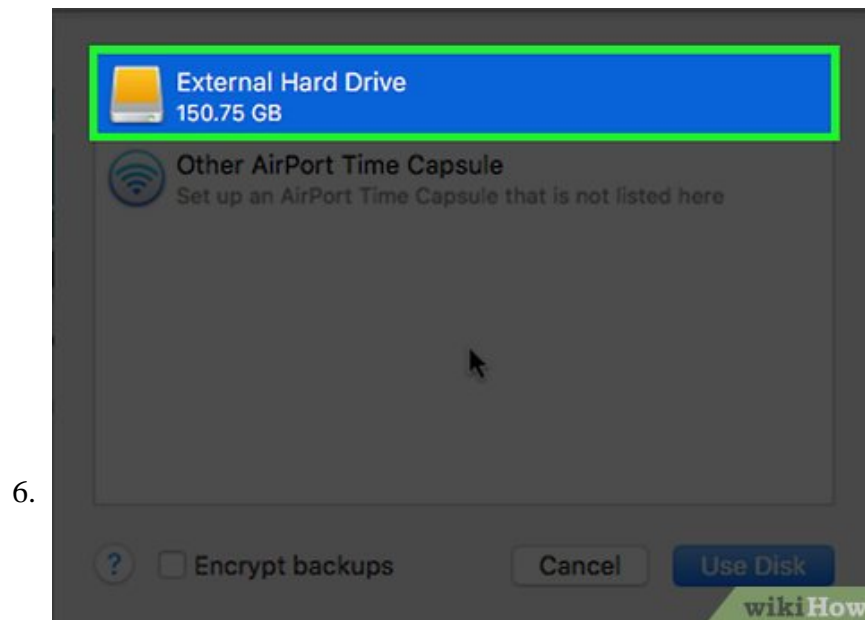 External Hard Drive
150.75 GB
Other AirPort Time Capsule
Set up an AirPort Time Capsule that is not listed here
6.
? Encrypt backups Cancel Use Disk
wikiHow